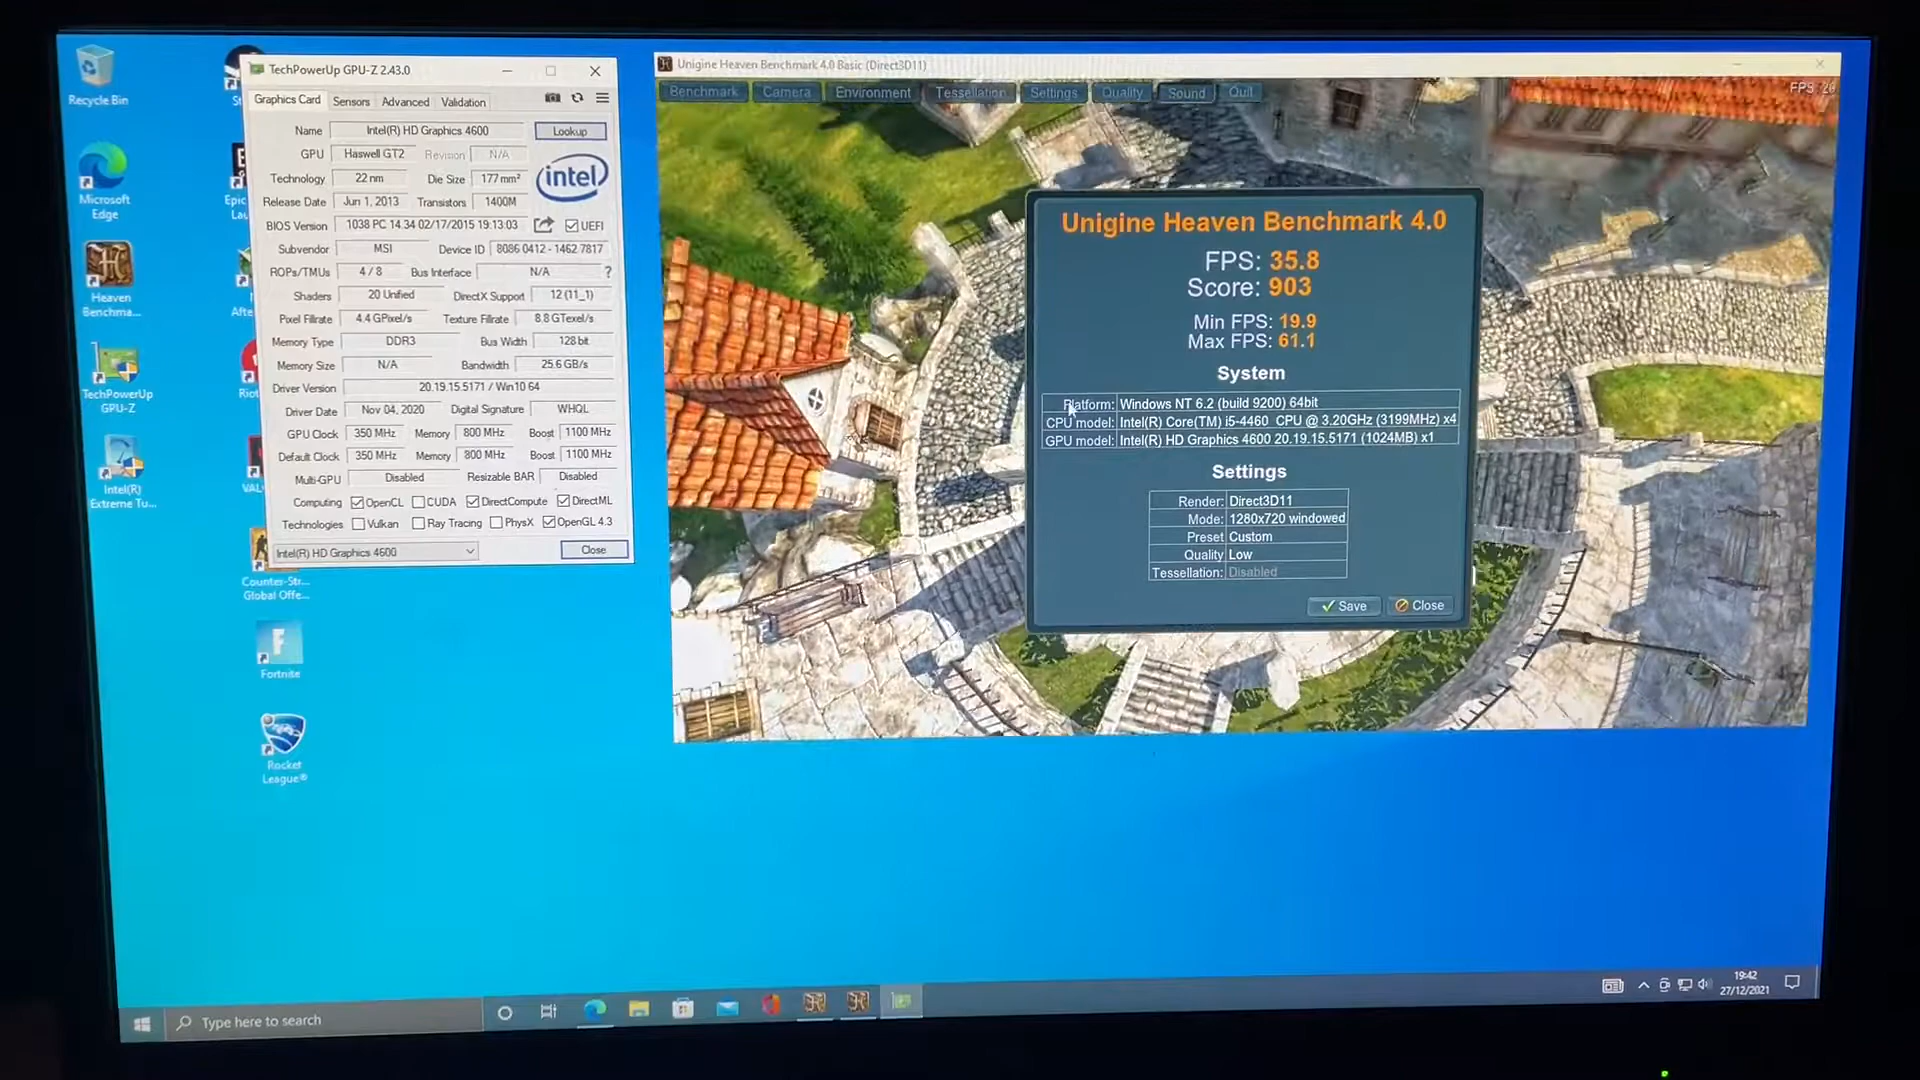 Recycle Bin
Microsoft
Edge
Heaven
Benchma...
TechPowerUp
GPU-Z
Intel(R)
Extreme Tu...
Counter-Str...
Global Offe...
Fortnite
Rocket
League®
TechPowerUp GPU-Z 2.43.0
Graphics Card Sensors Advanced Validation
Name Intel(R) HD Graphics 4600 Lookup
GPU Haswell GT2 Revision N/A
intel
Technology 22 nm Die Size 177 mm²
Release Date Jun 1, 2013 Transistors 1400M
BIOS Version 1038 PC 14.34 02/17/2015 19:13:03 UEFI
Subvendor MSI Device ID 8086 0412 - 1462 7817
ROPs/TMUs 4 / 8 Bus Interface N/A ?
Shaders 20 Unified DirectX Support 12 (11_1)
Pixel Fillrate 4.4 GPixel/s Texture Fillrate 8.8 GTexel/s
Memory Type DDR3 Bus Width 128 bit
Memory Size N/A Bandwidth 25.6 GB/s
Driver Version 20.19.15.5171 / Win10 64
Driver Date Nov 04, 2020 Digital Signature WHQL
GPU Clock 350 MHz Memory 800 MHz Boost 1100 MHz
Default Clock 350 MHz Memory 800 MHz Boost 1100 MHz
Multi-GPU Disabled Resizable BAR Disabled
Computing OpenCL CUDA DirectCompute DirectML
Technologies Vulkan Ray Tracing PhysX OpenGL 4.3
Intel(R) HD Graphics 4600 Close
Unigine Heaven Benchmark 4.0 Basic (Direct3D11)
Benchmark Camera Environment Tessellation Settings Quality Sound Quit
FPS: 20
Unigine Heaven Benchmark 4.0
FPS: 35.8
Score: 903
Min FPS: 19.9
Max FPS: 61.1
System
Platform: Windows NT 6.2 (build 9200) 64bit
CPU model: Intel(R) Core(TM) i5-4460 CPU @ 3.20GHz (3199MHz) x4
GPU model: Intel(R) HD Graphics 4600 20.19.15.5171 (1024MB) x1
Settings
Render: Direct3D11
Mode: 1280x720 windowed
Preset Custom
Quality Low
Tessellation: Disabled
Save Close
Type here to search
19:42
27/12/2021